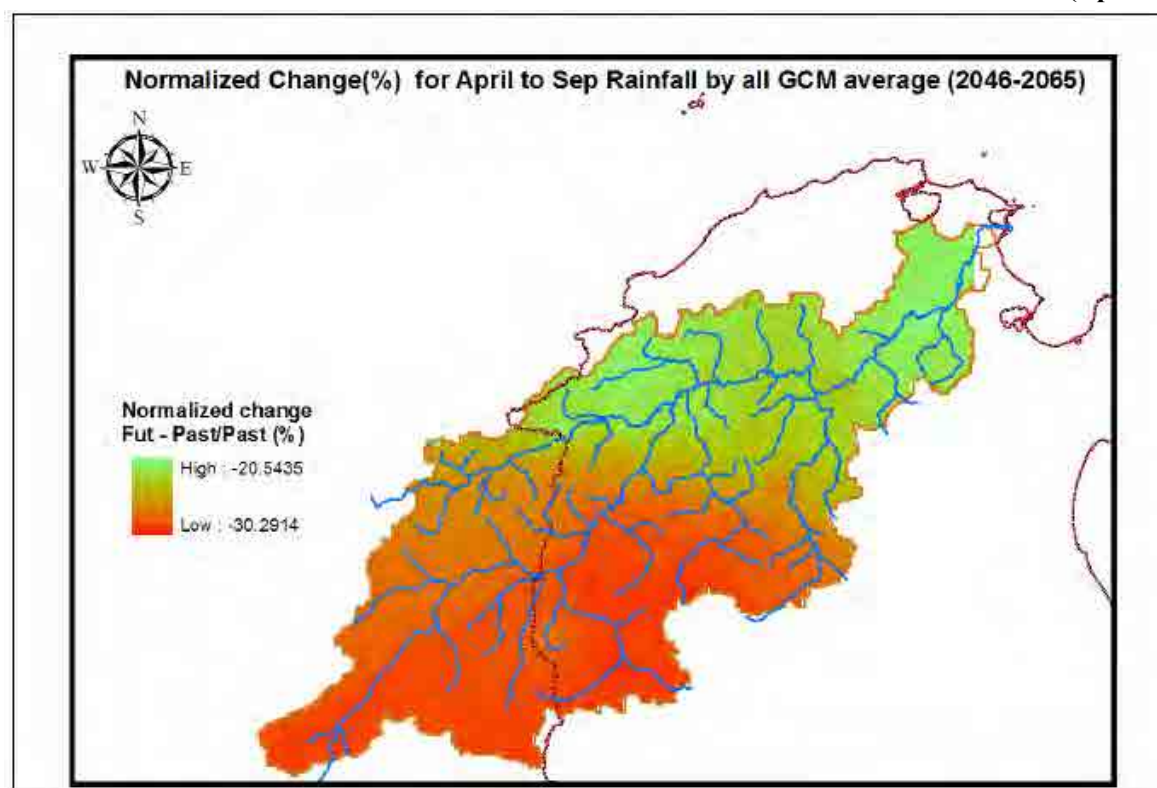 Normalized Change(%) for April to Sep Rainfall by all GCM average (2046-2065)
N
W E
S
Normalized change
Fut - Past/Past (%)
High : -20.5435
Low : -30.2914